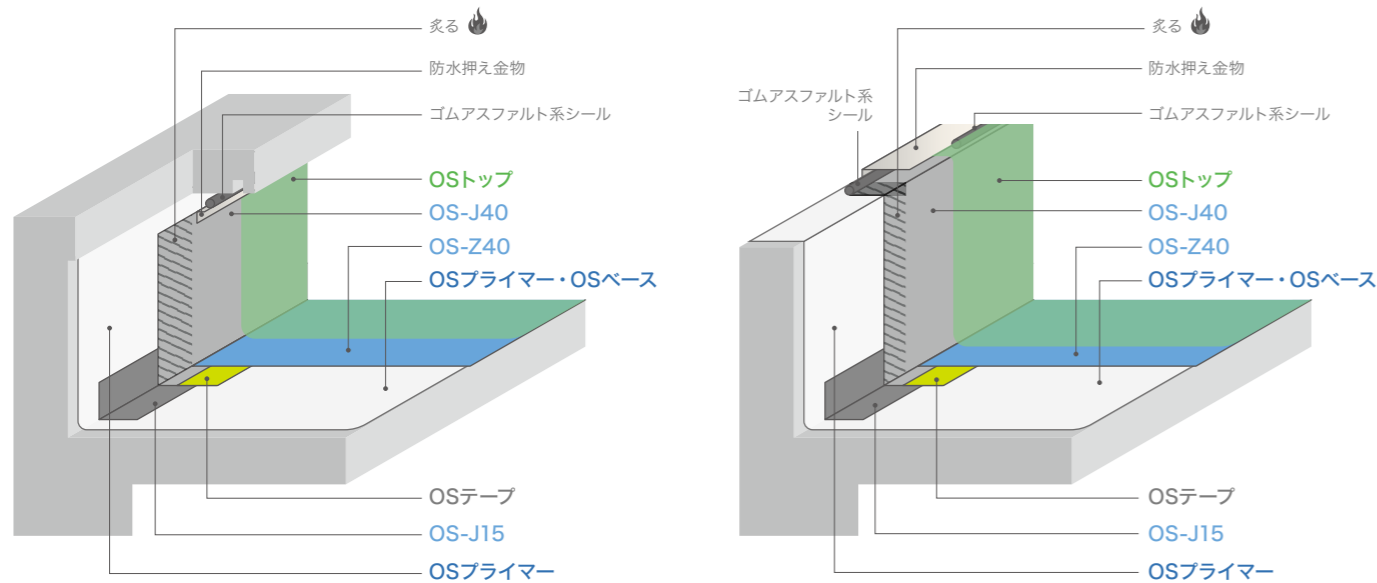 炙る
防水押え金物
ゴムアスファルト系シール
OSトップ
OS-J40
OS-Z40
OSプライマー・OSベース
OSテープ
OS-J15
OSプライマー
炙る
防水押え金物
ゴムアスファルト系
シール
ゴムアスファルト系シール
OSトップ
OS-J40
OS-Z40
OSプライマー・OSベース
OSテープ
OS-J15
OSプライマー